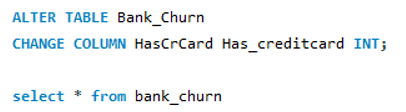 ALTER TABLE Bank_Churn
CHANGE COLUMN HasCrCard Has_creditcard INT;
select * from bank_churn